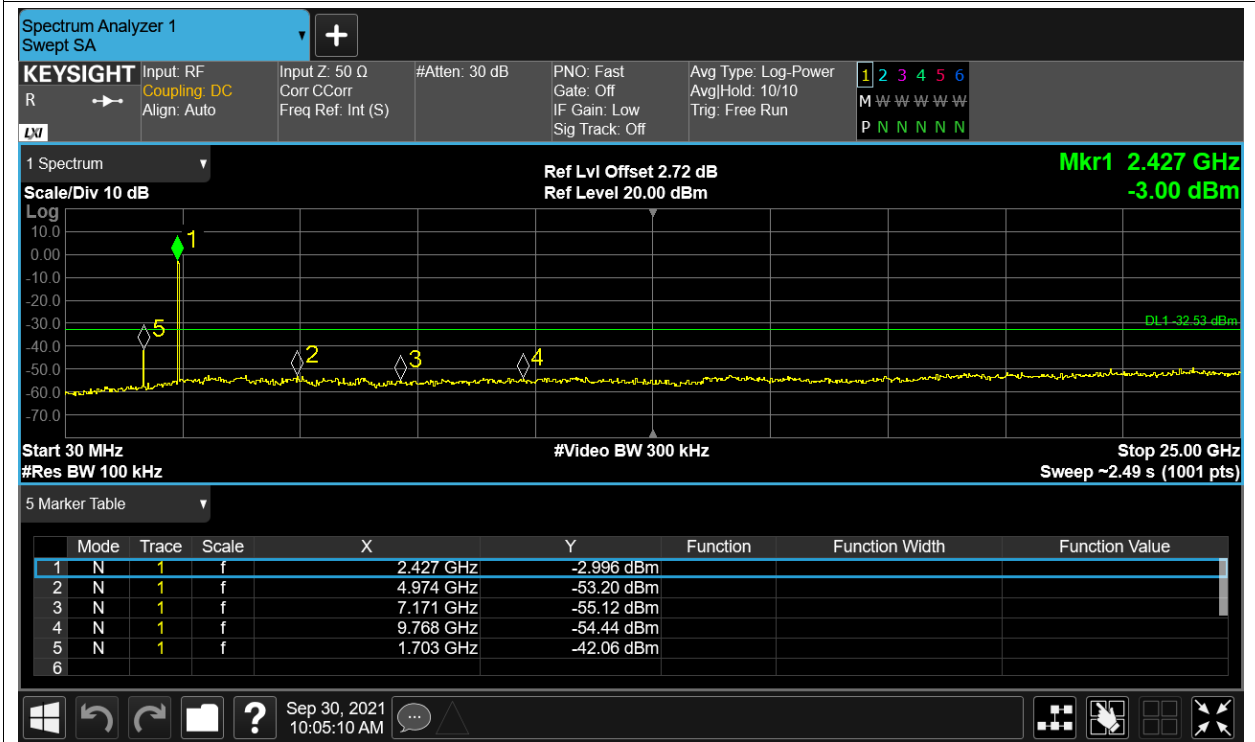 Spectrum Analyzer 1
Swept SA
KEYSIGHT
R
LXI
Input: RF
Coupling: DC
Align: Auto
Input Z: 50 Ω
Corr CCorr
Freq Ref: Int (S)
#Atten: 30 dB
PNO: Fast
Gate: Off
IF Gain: Low
Sig Track: Off
Avg Type: Log-Power
Avg|Hold: 10/10
Trig: Free Run
1 2 3 4 5 6
M W W W W W
P N N N N N
1 Spectrum
Scale/Div 10 dB
Ref Lvl Offset 2.72 dB
Ref Level 20.00 dBm
Mkr1 2.427 GHz
-3.00 dBm
Log
10.0
0.00
-10.0
-20.0
-30.0
-40.0
-50.0
-60.0
-70.0
1
5
2
3
4
DL1 -32.53 dBm
Start 30 MHz
#Res BW 100 kHz
#Video BW 300 kHz
Stop 25.00 GHz
Sweep ~2.49 s (1001 pts)
5 Marker Table
Mode Trace Scale X Y Function Function Width Function Value
1 N 1 f 2.427 GHz -2.996 dBm
2 N 1 f 4.974 GHz -53.20 dBm
3 N 1 f 7.171 GHz -55.12 dBm
4 N 1 f 9.768 GHz -54.44 dBm
5 N 1 f 1.703 GHz -42.06 dBm
6
?
Sep 30, 2021
10:05:10 AM